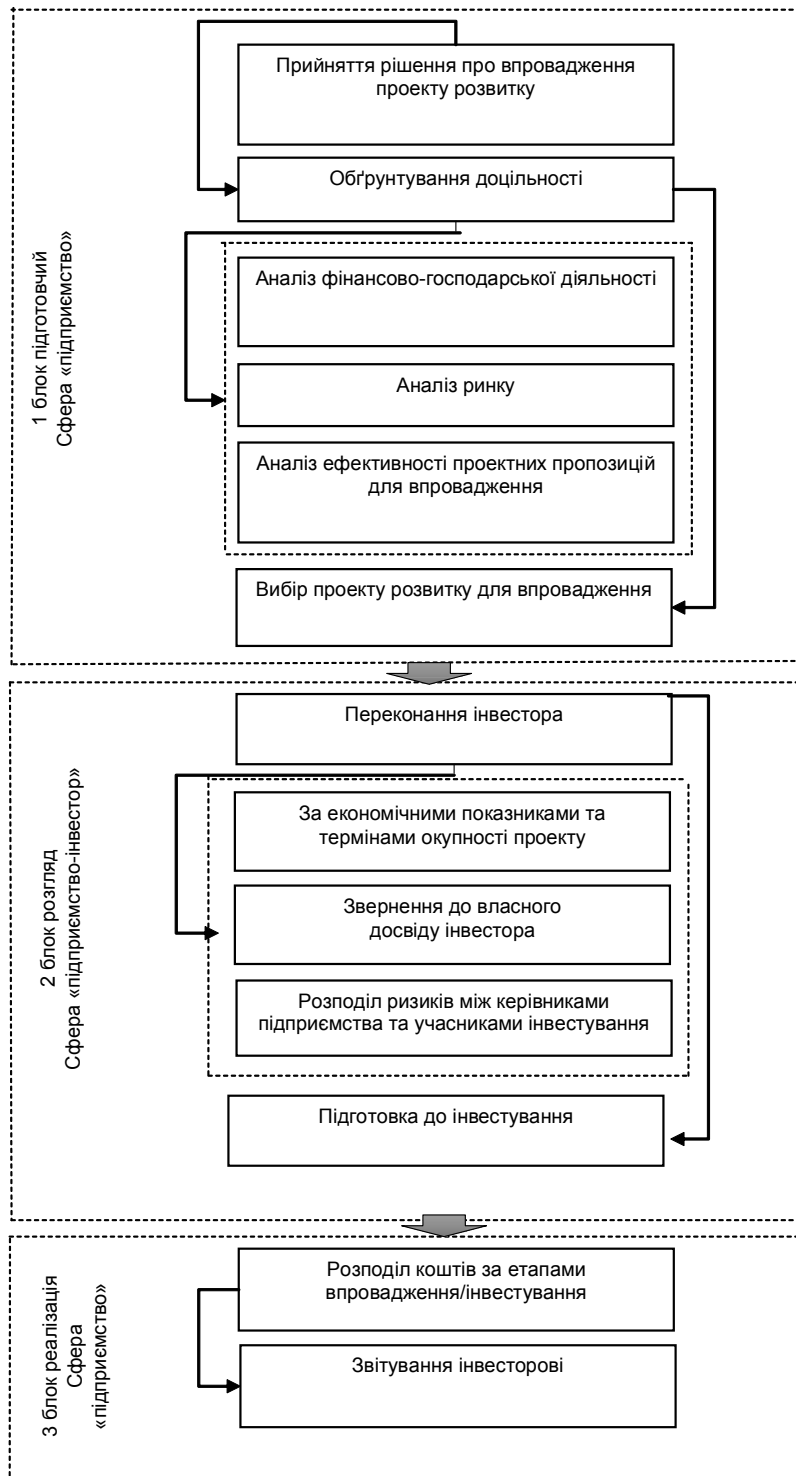 1 блок підготовчий
Сфера «підприємство»
Прийняття рішення про впровадження
проекту розвитку
Обґрунтування доцільності
Аналіз фінансово-господарської діяльності
Аналіз ринку
Аналіз ефективності проектних пропозицій
для впровадження
Вибір проекту розвитку для впровадження
2 блок розгляд
Сфера «підприємство-інвестор»
Переконання інвестора
За економічними показниками та
термінами окупності проекту
Звернення до власного
досвіду інвестора
Розподіл ризиків між керівниками
підприємства та учасниками інвестування
Підготовка до інвестування
3 блок реалізація
Сфера
«підприємство»
Розподіл коштів за етапами
впровадження/інвестування
Звітування інвесторові